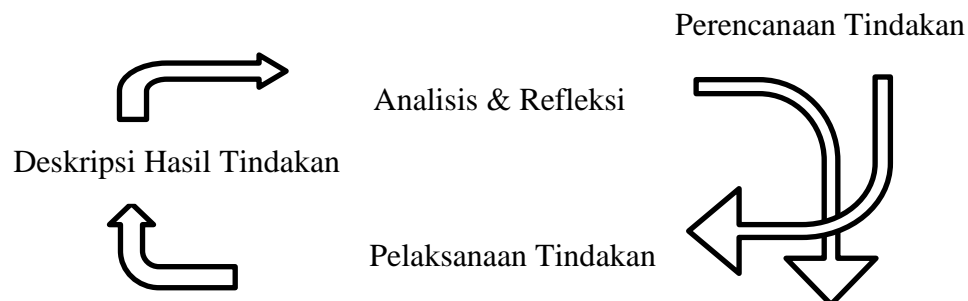 Perencanaan Tindakan
Analisis & Refleksi
Deskripsi Hasil Tindakan
Pelaksanaan Tindakan